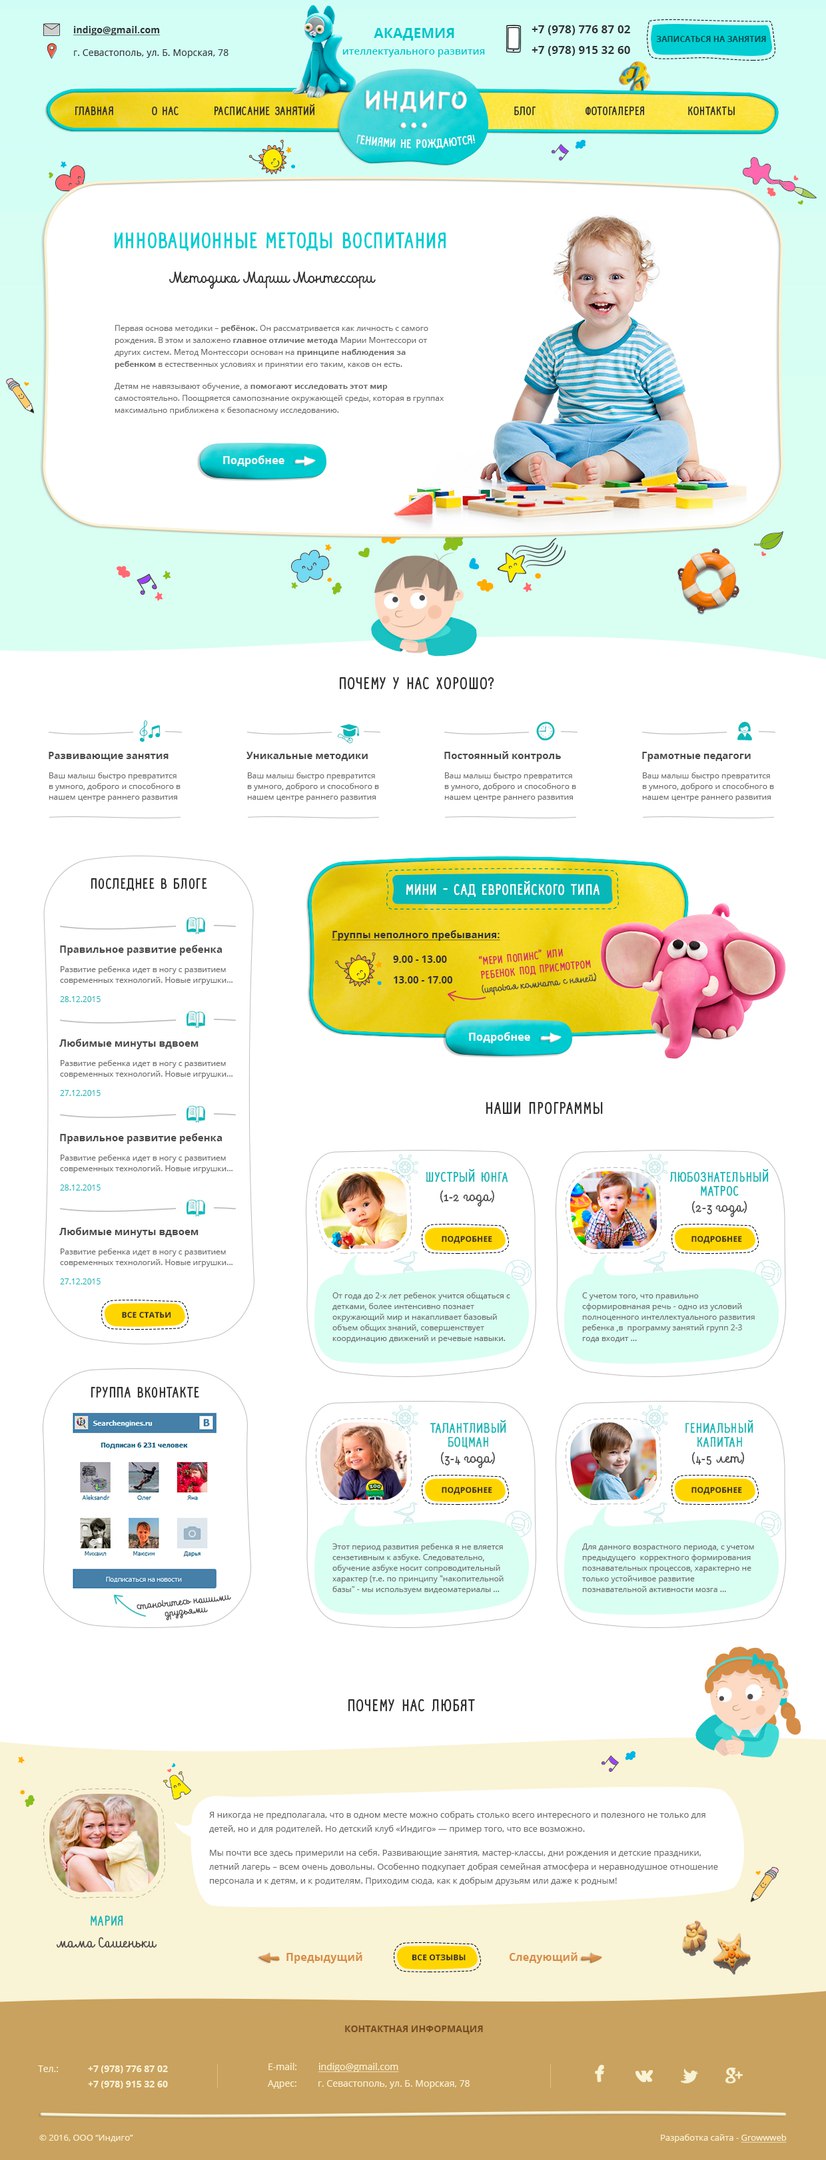 indigo@gmail.com
г. Севастополь, ул. Б. Морская, 78
АКАДЕМИЯ
ителлектуального развития
+7 (978) 776 87 02
+7 (978) 915 32 60
ЗАПИСАТЬСЯ НА ЗАНЯТИЯ
ГЛАВНАЯ
О НАС
РАСПИСАНИЕ ЗАНЯТИЙ
ИНДИГО
ГЕНИЯМИ НЕ РОЖДАЮТСЯ!
БЛОГ
ФОТОГАЛЕРЕЯ
КОНТАКТЫ
ИННОВАЦИОННЫЕ МЕТОДЫ ВОСПИТАНИЯ
Методика Марии Монтессори
Первая основа методики – ребёнок. Он рассматривается как личность с самого
рождения. В этом и заложено главное отличие метода Марии Монтессори от
других систем. Метод Монтессори основан на принципе наблюдения за
ребенком в естественных условиях и принятии его таким, каков он есть.
Детям не навязывают обучение, а помогают исследовать этот мир
самостоятельно. Поощряется самопознание окружающей среды, которая в группах
максимально приближена к безопасному исследованию.
Подробнее
ПОЧЕМУ У НАС ХОРОШО?
Развивающие занятия
Ваш малыш быстро превратится
в умного, доброго и способного в
нашем центре раннего развития
Уникальные методики
Ваш малыш быстро превратится
в умного, доброго и способного в
нашем центре раннего развития
Постоянный контроль
Ваш малыш быстро превратится
в умного, доброго и способного в
нашем центре раннего развития
Грамотные педагоги
Ваш малыш быстро превратится
в умного, доброго и способного в
нашем центре раннего развития
ПОСЛЕДНЕЕ В БЛОГЕ
Правильное развитие ребенка
Развитие ребенка идет в ногу с развитием
современных технологий. Новые игрушки...
28.12.2015
Любимые минуты вдвоем
Развитие ребенка идет в ногу с развитием
современных технологий. Новые игрушки...
27.12.2015
Правильное развитие ребенка
Развитие ребенка идет в ногу с развитием
современных технологий. Новые игрушки...
28.12.2015
Любимые минуты вдвоем
Развитие ребенка идет в ногу с развитием
современных технологий. Новые игрушки...
27.12.2015
ВСЕ СТАТЬИ
ГРУППА ВКОНТАКТЕ
Searchengines.ru
B
Подписан 6 231 человек
Aleksandr
Олег
Яна
Михаил
Максим
Дарья
Подписаться на новости
становитесь нашими
друзьями
МИНИ - САД ЕВРОПЕЙСКОГО ТИПА
Группы неполного пребывания:
9.00 - 13.00
13.00 - 17.00
"МЕРИ ПОПИНС" ИЛИ
РЕБЕНОК ПОД ПРИСМОТРОМ
(игровая комната с няней)
Подробнее
НАШИ ПРОГРАММЫ
ШУСТРЫЙ ЮНГА
(1-2 года)
ПОДРОБНЕЕ
От года до 2-х лет ребенок учится общаться с
детками, более интенсивно познает
окружающий мир и накапливает базовый
объем общих знаний, совершенствует
координацию движений и речевые навыки.
ЛЮБОЗНАТЕЛЬНЫЙ
МАТРОС
(2-3 года)
ПОДРОБНЕЕ
С учетом того, что правильно
сформировнаная речь - одно из условий
полноценного интеллектуального развития
ребенка ,в программу занятий групп 2-3
года входит ...
ТАЛАНТЛИВЫЙ
БОЦМАН
(3-4 года)
ПОДРОБНЕЕ
Этот период развития ребенка я не вляется
сензетивным к азбуке. Следовательно,
обучение азбуке носит сопроводительный
характер (т.е. по принципу "накопительной
базы" - мы используем видеоматериалы ...
ГЕНИАЛЬНЫЙ
КАПИТАН
(4-5 лет)
ПОДРОБНЕЕ
Для данного возрастного периода, с учетом
предыдущего корректного формирования
познавательных процессов, характерно не
только устойчивое развитие
познавательной активности мозга ...
ПОЧЕМУ НАС ЛЮБЯТ
Я никогда не предполагала, что в одном месте можно собрать столько всего интересного и полезного не только для
детей, но и для родителей. Но детский клуб «Индиго» — пример того, что все возможно.
Мы почти все здесь примерили на себя. Развивающие занятия, мастер-классы, дни рождения и детские праздники,
летний лагерь – всем очень довольны. Особенно подкупает добрая семейная атмосфера и неравнодушное отношение
персонала и к детям, и к родителям. Приходим сюда, как к добрым друзьям или даже к родным!
МАРИЯ
мама Сашеньки
Предыдущий
ВСЕ ОТЗЫВЫ
Следующий
КОНТАКТНАЯ ИНФОРМАЦИЯ
Тел.:
+7 (978) 776 87 02
+7 (978) 915 32 60
E-mail: indigo@gmail.com
Адрес: г. Севастополь, ул. Б. Морская, 78
© 2016, ООО "Индиго"
Разработка сайта - Growwweb